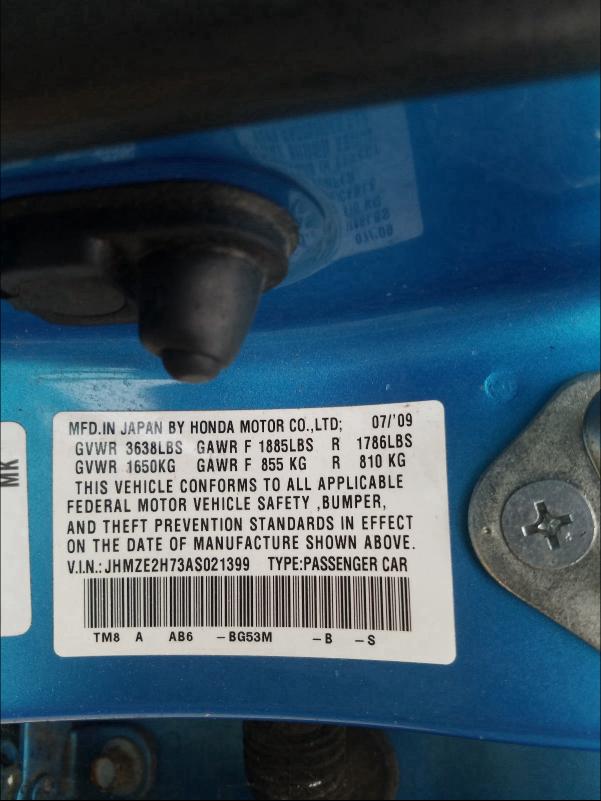 MFD.IN JAPAN BY HONDA MOTOR CO.,LTD; 07/'09
GVWR 3638LBS GAWR F 1885LBS R 1786LBS
GVWR 1650KG GAWR F 855 KG R 810 KG
THIS VEHICLE CONFORMS TO ALL APPLICABLE
FEDERAL MOTOR VEHICLE SAFETY ,BUMPER,
AND THEFT PREVENTION STANDARDS IN EFFECT
ON THE DATE OF MANUFACTURE SHOWN ABOVE.
V.I.N.: JHMZE2H73AS021399 TYPE:PASSENGER CAR
TM8 A AB6 -BG53M -B -S
MK